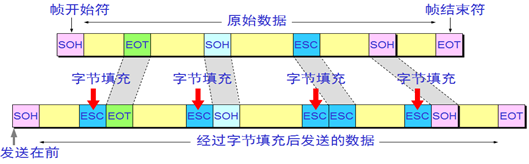 帧开始符 原始数据 帧结束符
SOH EOT SOH ESC SOH EOT
字节填充 字节填充 字节填充 字节填充
SOH ESC EOT ESC SOH ESC ESC ESC SOH EOT
经过字节填充后发送的数据
发送在前